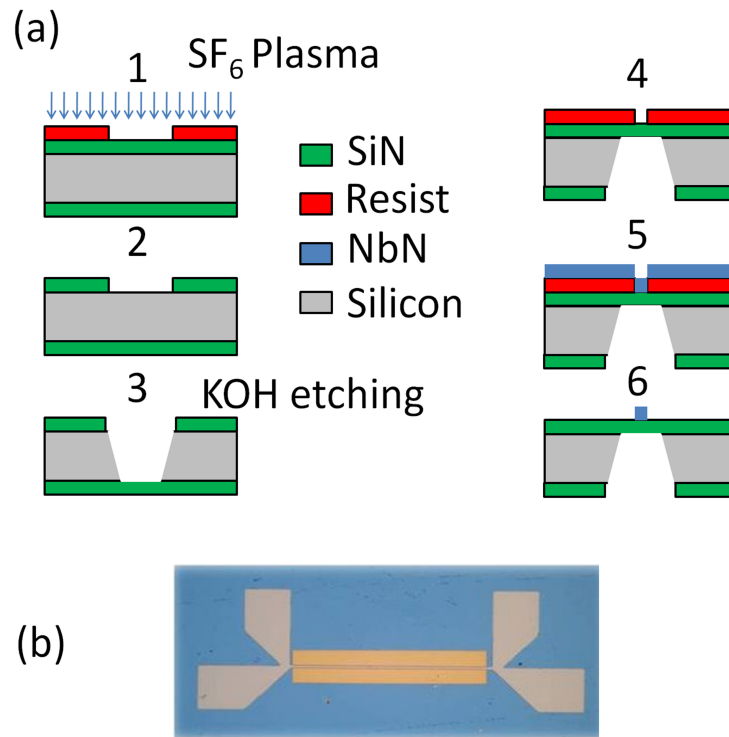 (a)
SF6 Plasma
1
2
3
KOH etching
SiN
Resist
NbN
Silicon
4
5
6
(b)